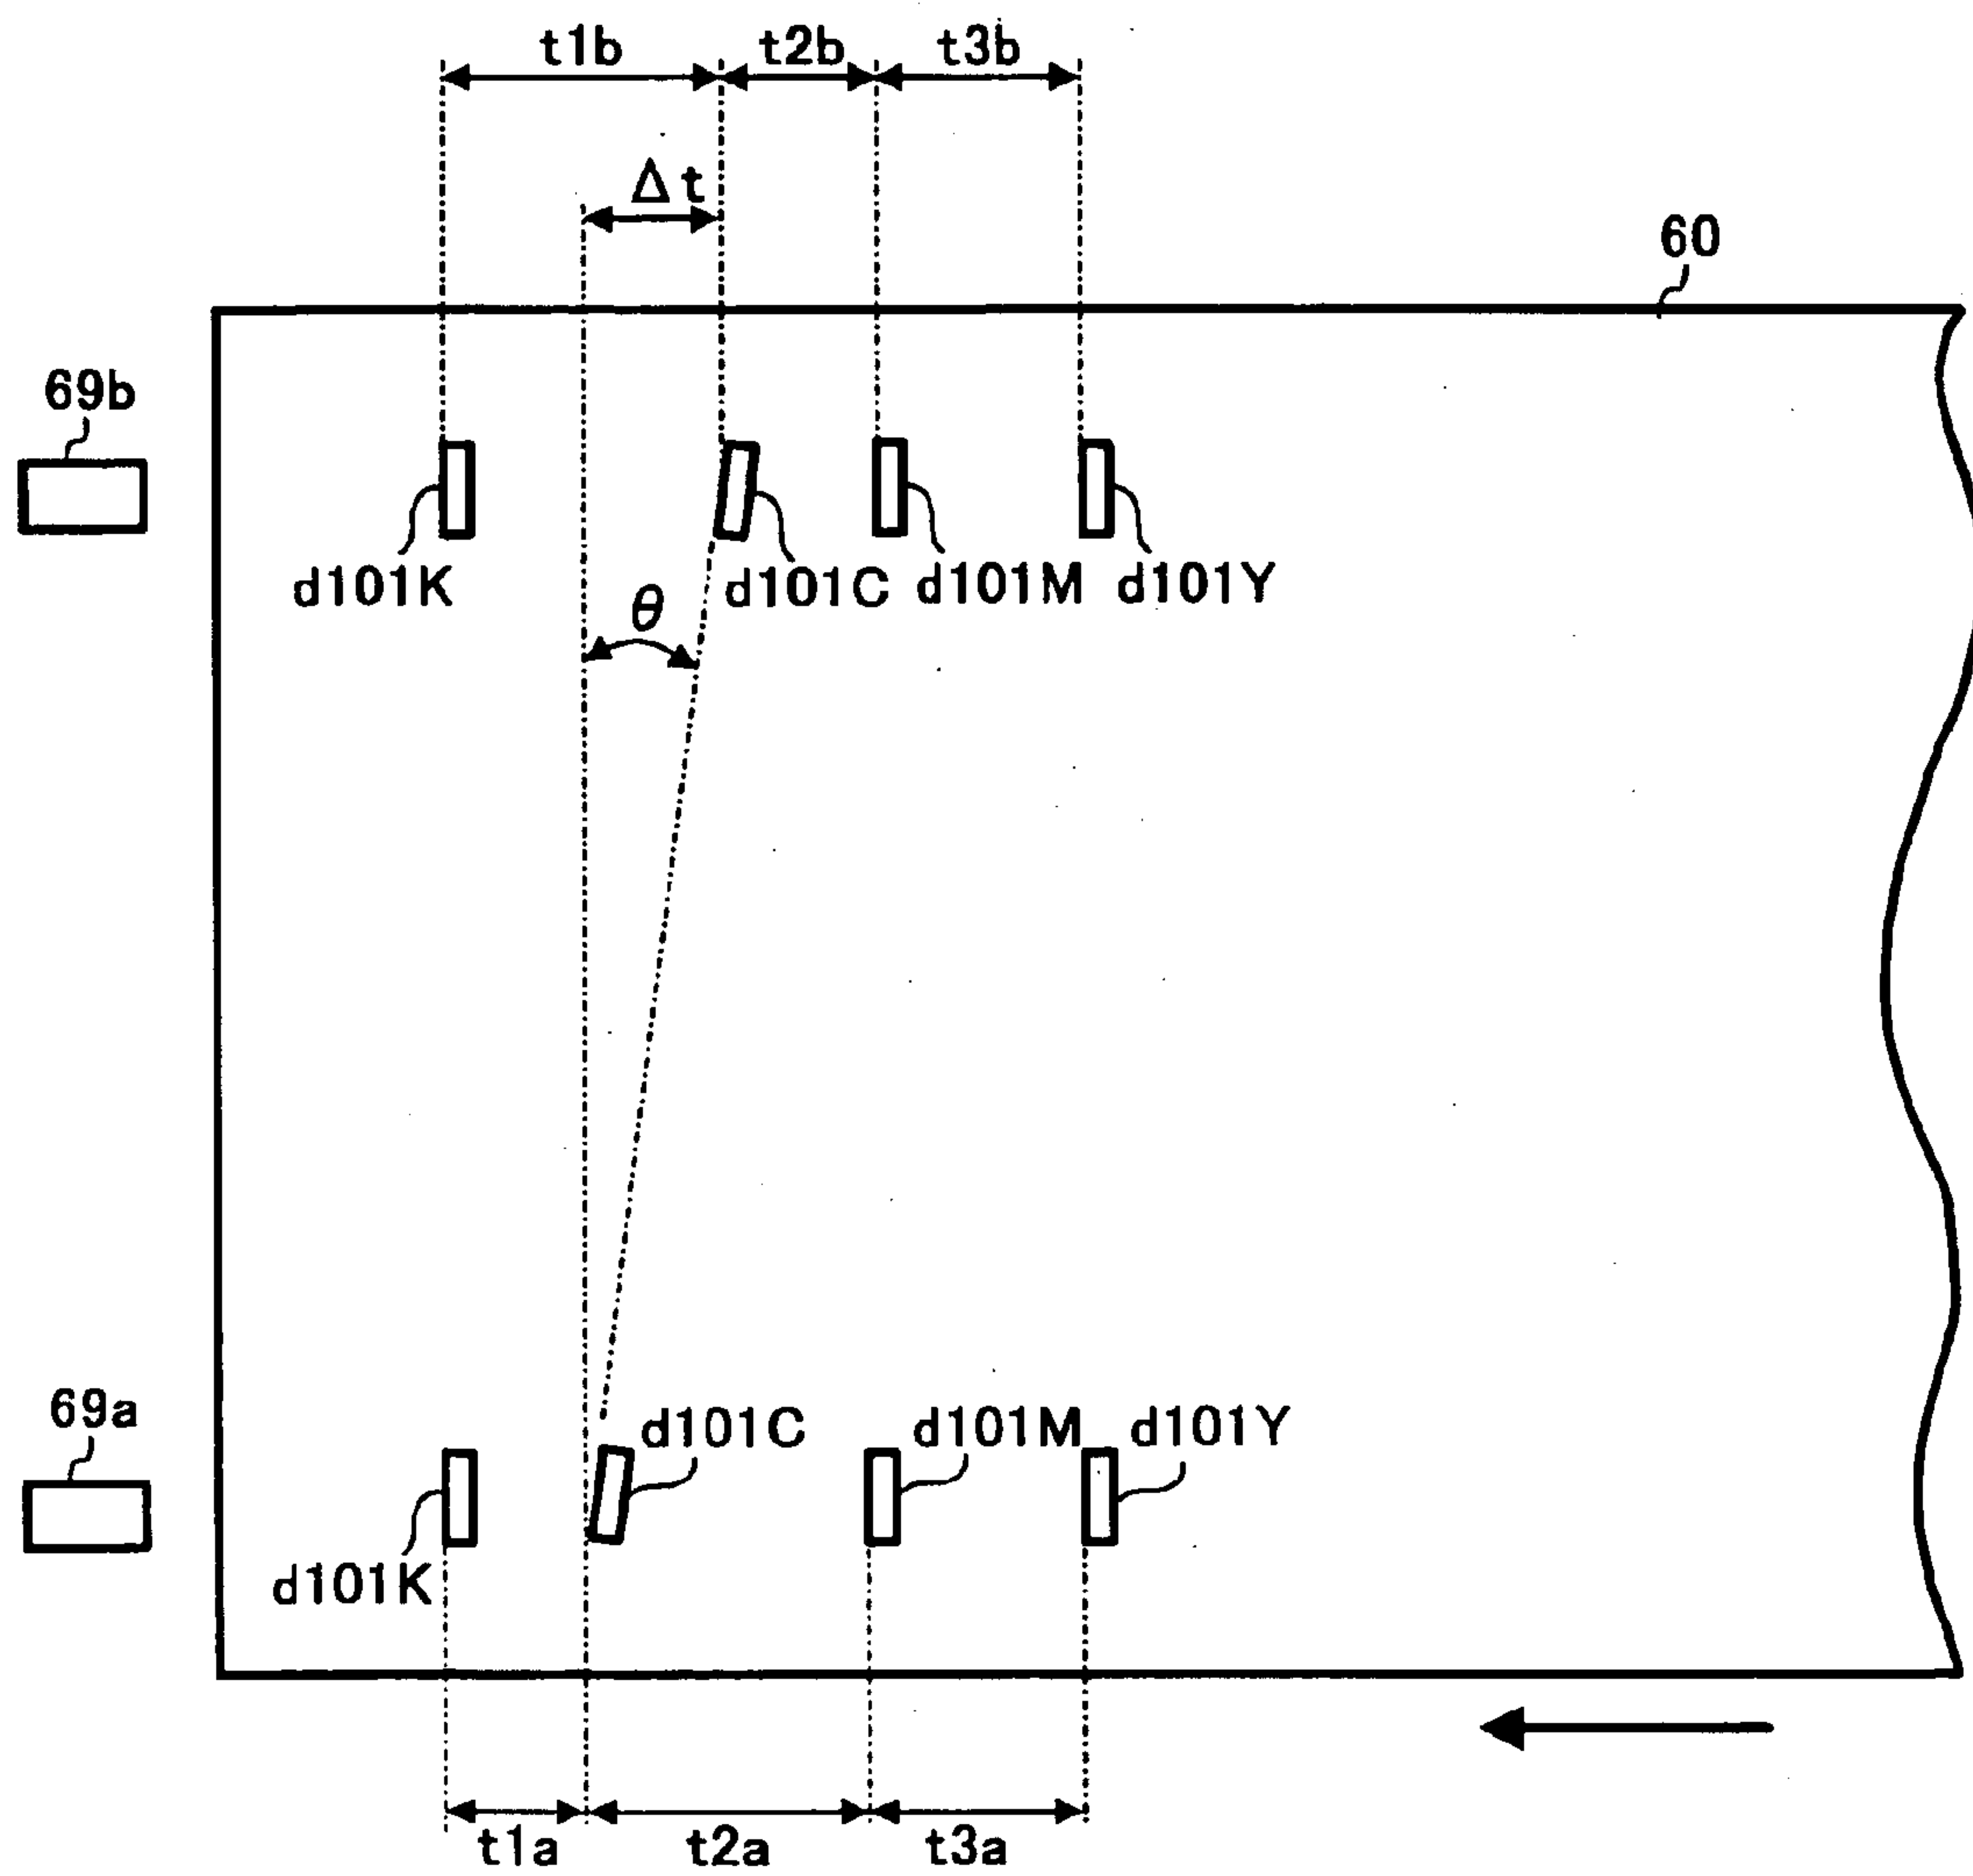 t1b t2b t3b
Δt
60
69b
d101K d101C d101M d101Y
θ
69a
d101C d101M d101Y
d101K
t1a t2a t3a